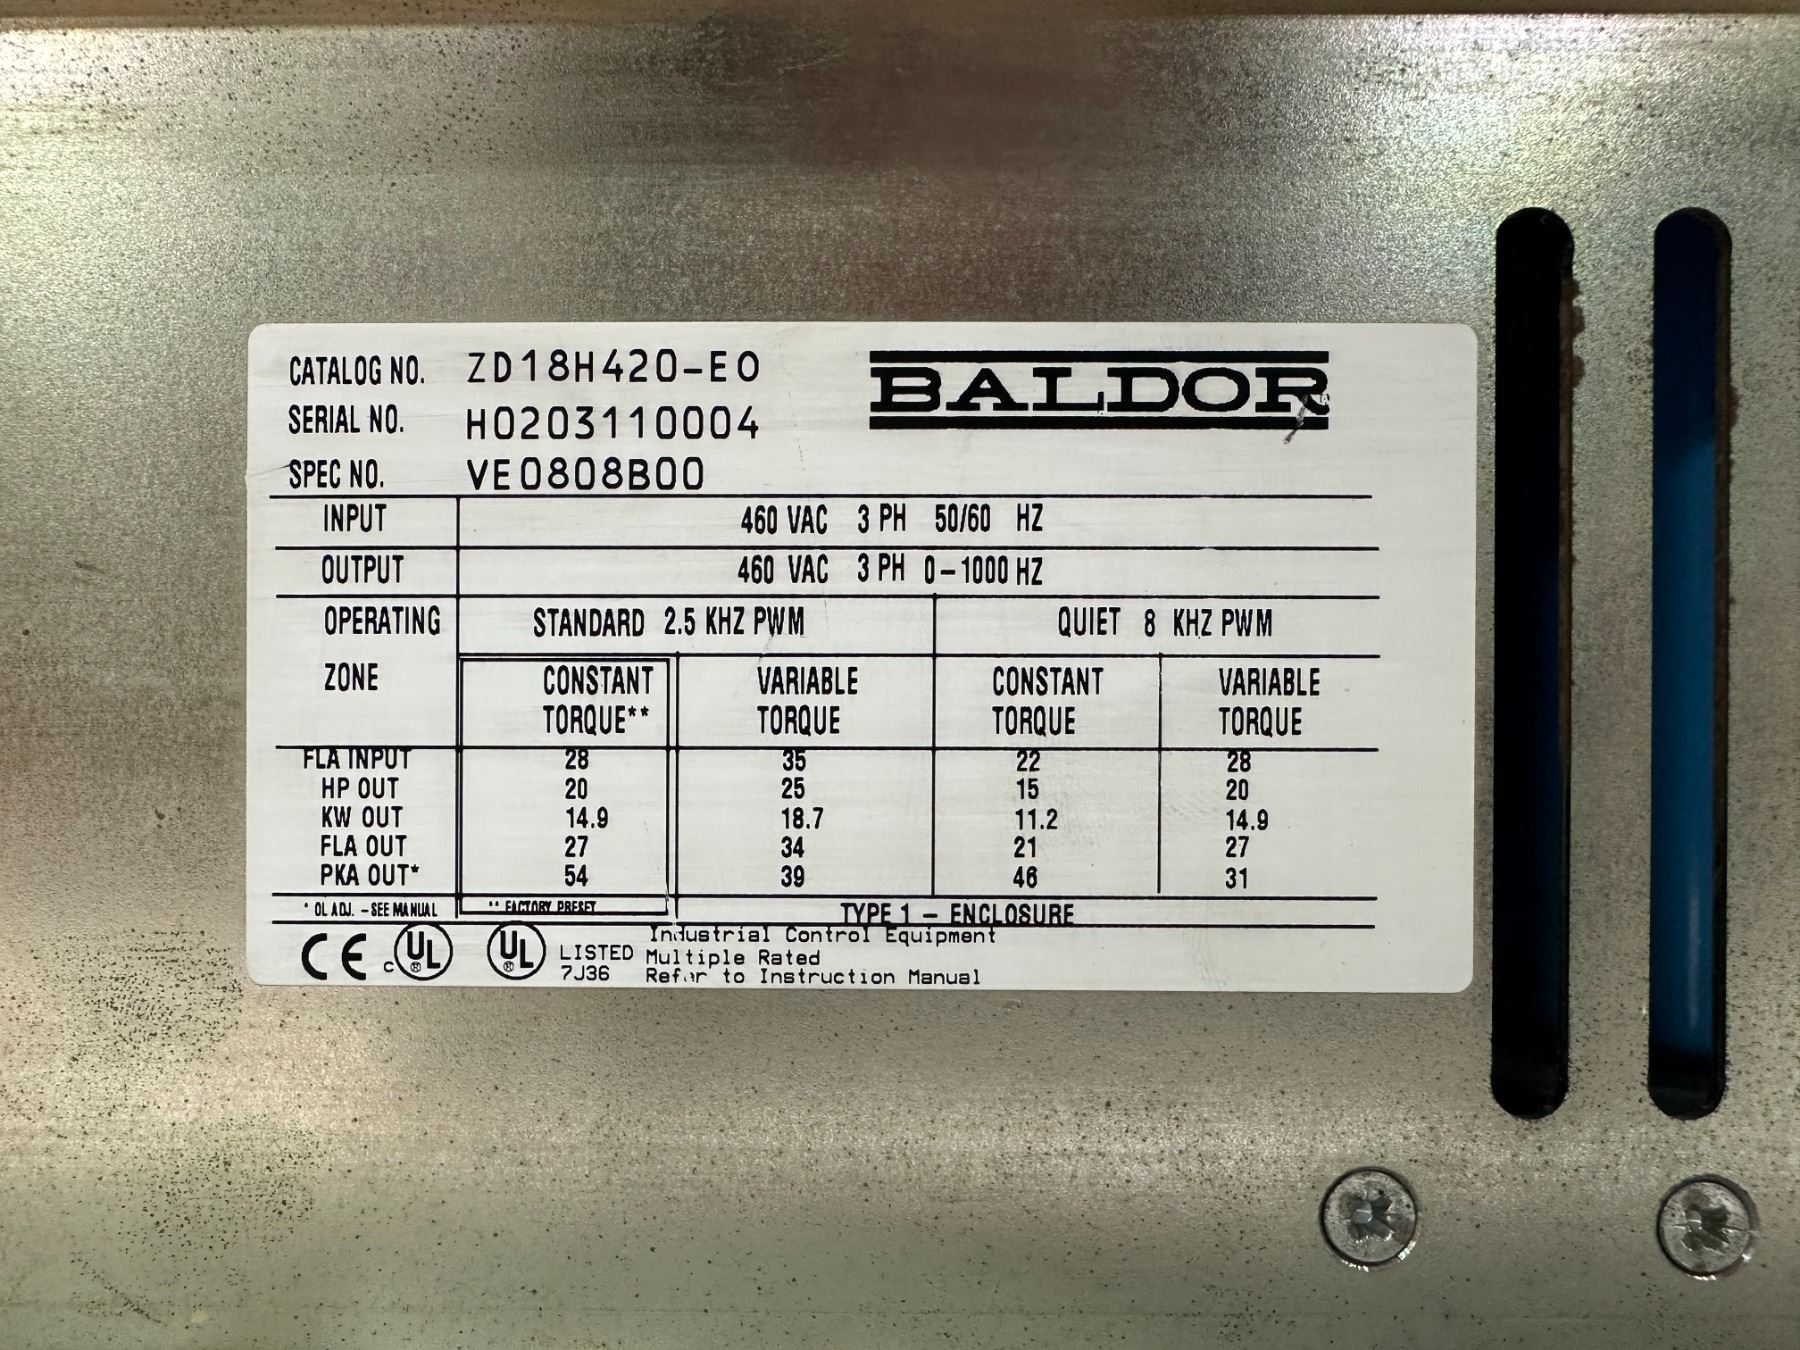 CATALOG NO. ZD18H420-E0 BALDOR
SERIAL NO. H0203110004
SPEC NO. VE0808B00
INPUT 460 VAC 3 PH 50/60 HZ
OUTPUT 460 VAC 3 PH 0-1000 HZ
OPERATING STANDARD 2.5 KHZ PWM QUIET 8 KHZ PWM
ZONE CONSTANT VARIABLE CONSTANT VARIABLE
TORQUE** TORQUE TORQUE TORQUE
FLA INPUT 28 35 22 28
HP OUT 20 25 15 20
KW OUT 14.9 18.7 11.2 14.9
FLA OUT 27 34 21 27
PKA OUT* 54 39 46 31
* OL ADJ. - SEE MANUAL ** FACTORY PRESET TYPE 1 - ENCLOSURE
Industrial Control Equipment
CE c UL ® UL ® LISTED Multiple Rated
7J36 Refer to Instruction Manual